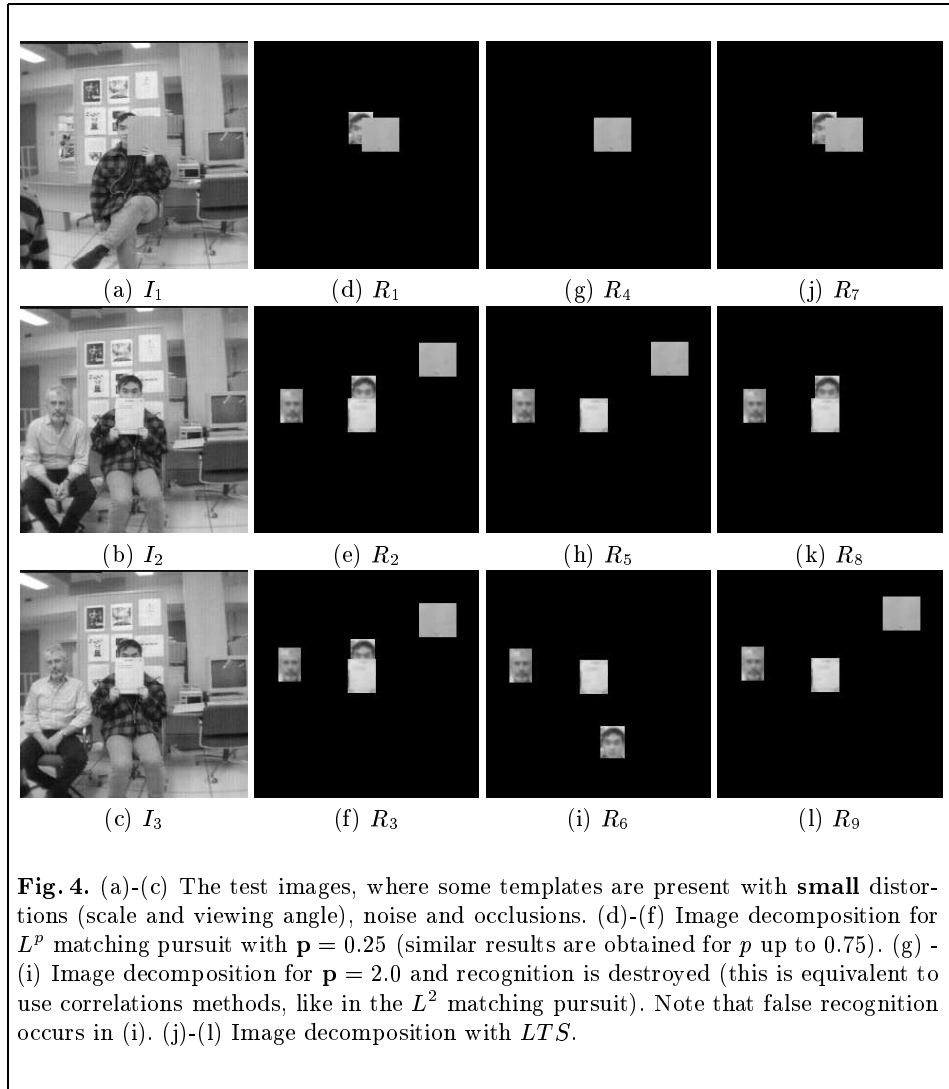 (a) I₁ (d) R₁ (g) R₄ (j) R₇
(b) I₂ (e) R₂ (h) R₅ (k) R₈
(c) I₃ (f) R₃ (i) R₆ (l) R₉
Fig. 4. (a)-(c) The test images, where some templates are present with small distor-
tions (scale and viewing angle), noise and occlusions. (d)-(f) Image decomposition for
Lᵖ matching pursuit with p = 0.25 (similar results are obtained for p up to 0.75). (g) -
(i) Image decomposition for p = 2.0 and recognition is destroyed (this is equivalent to
use correlations methods, like in the L² matching pursuit). Note that false recognition
occurs in (i). (j)-(l) Image decomposition with LTS.